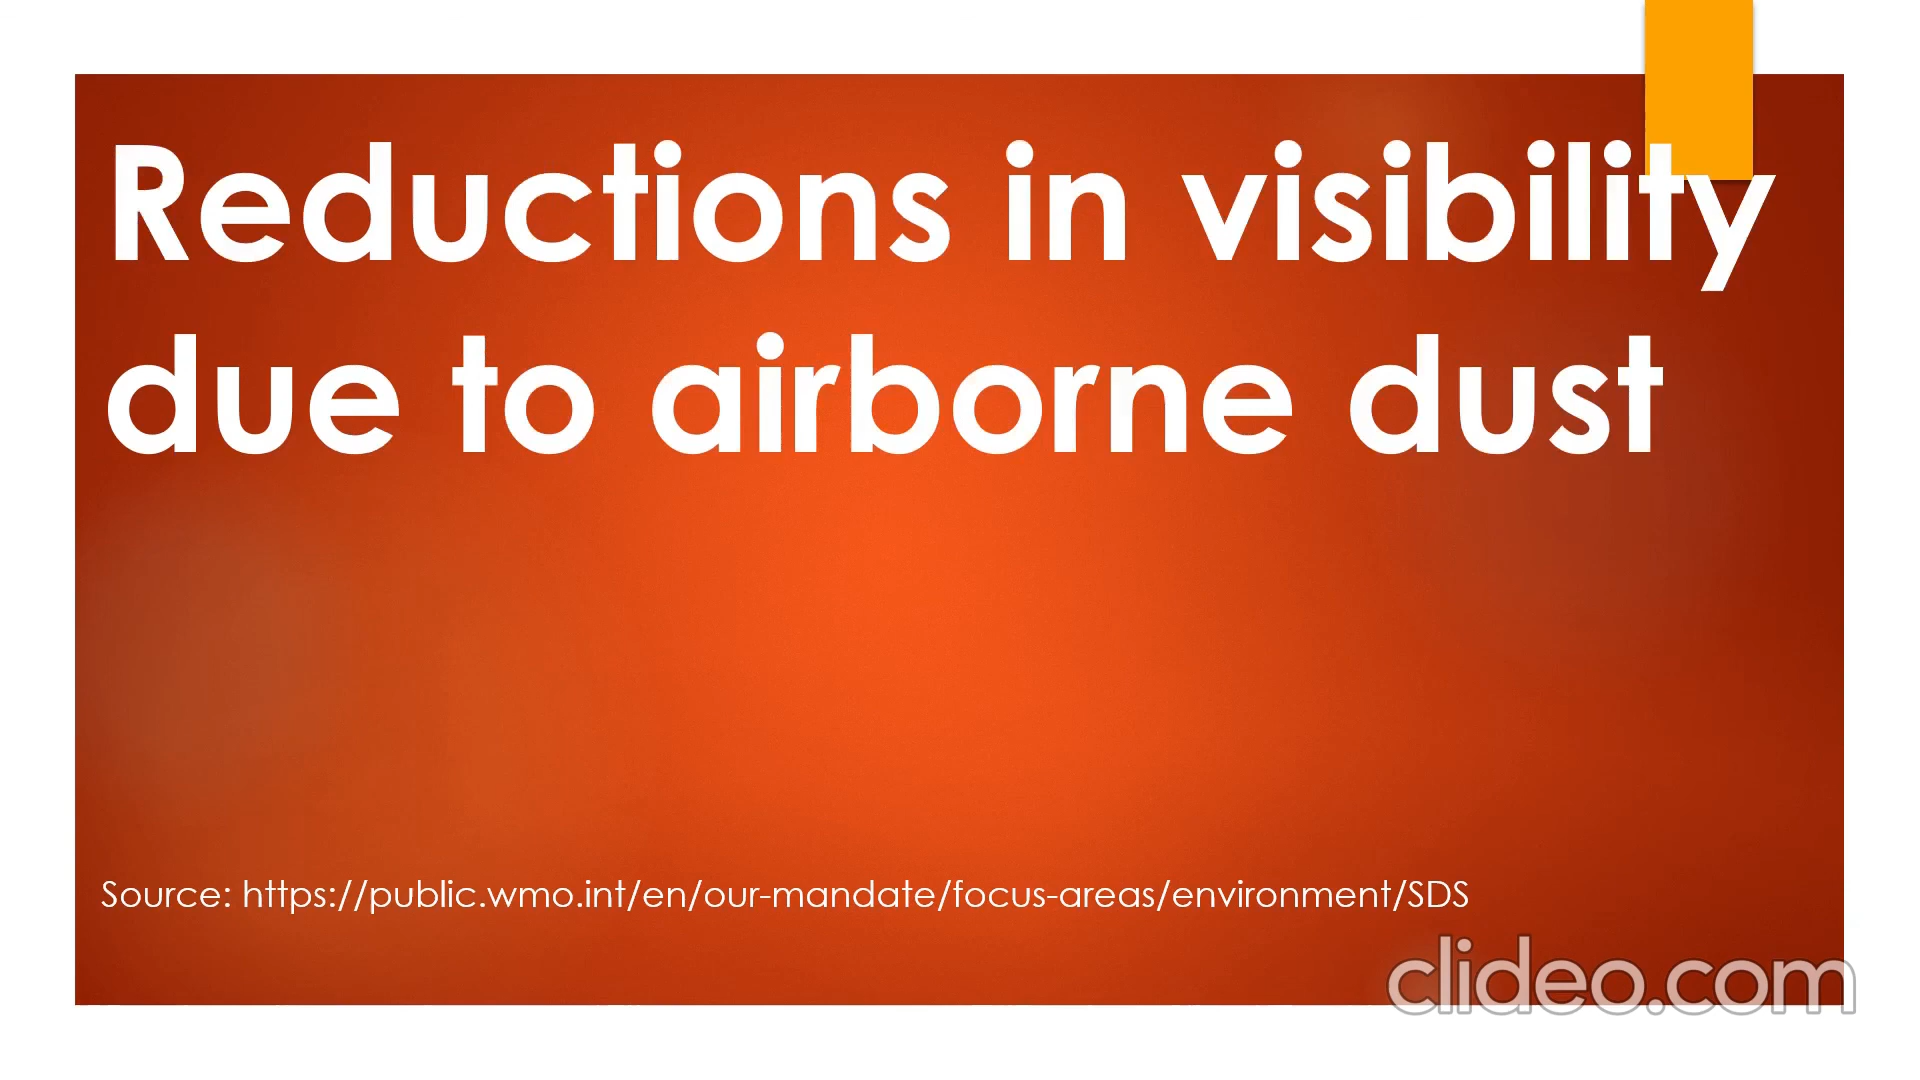 Reductions in visibility
due to airborne dust
Source: https://public.wmo.int/en/our-mandate/focus-areas/environment/SDS
clideo.com